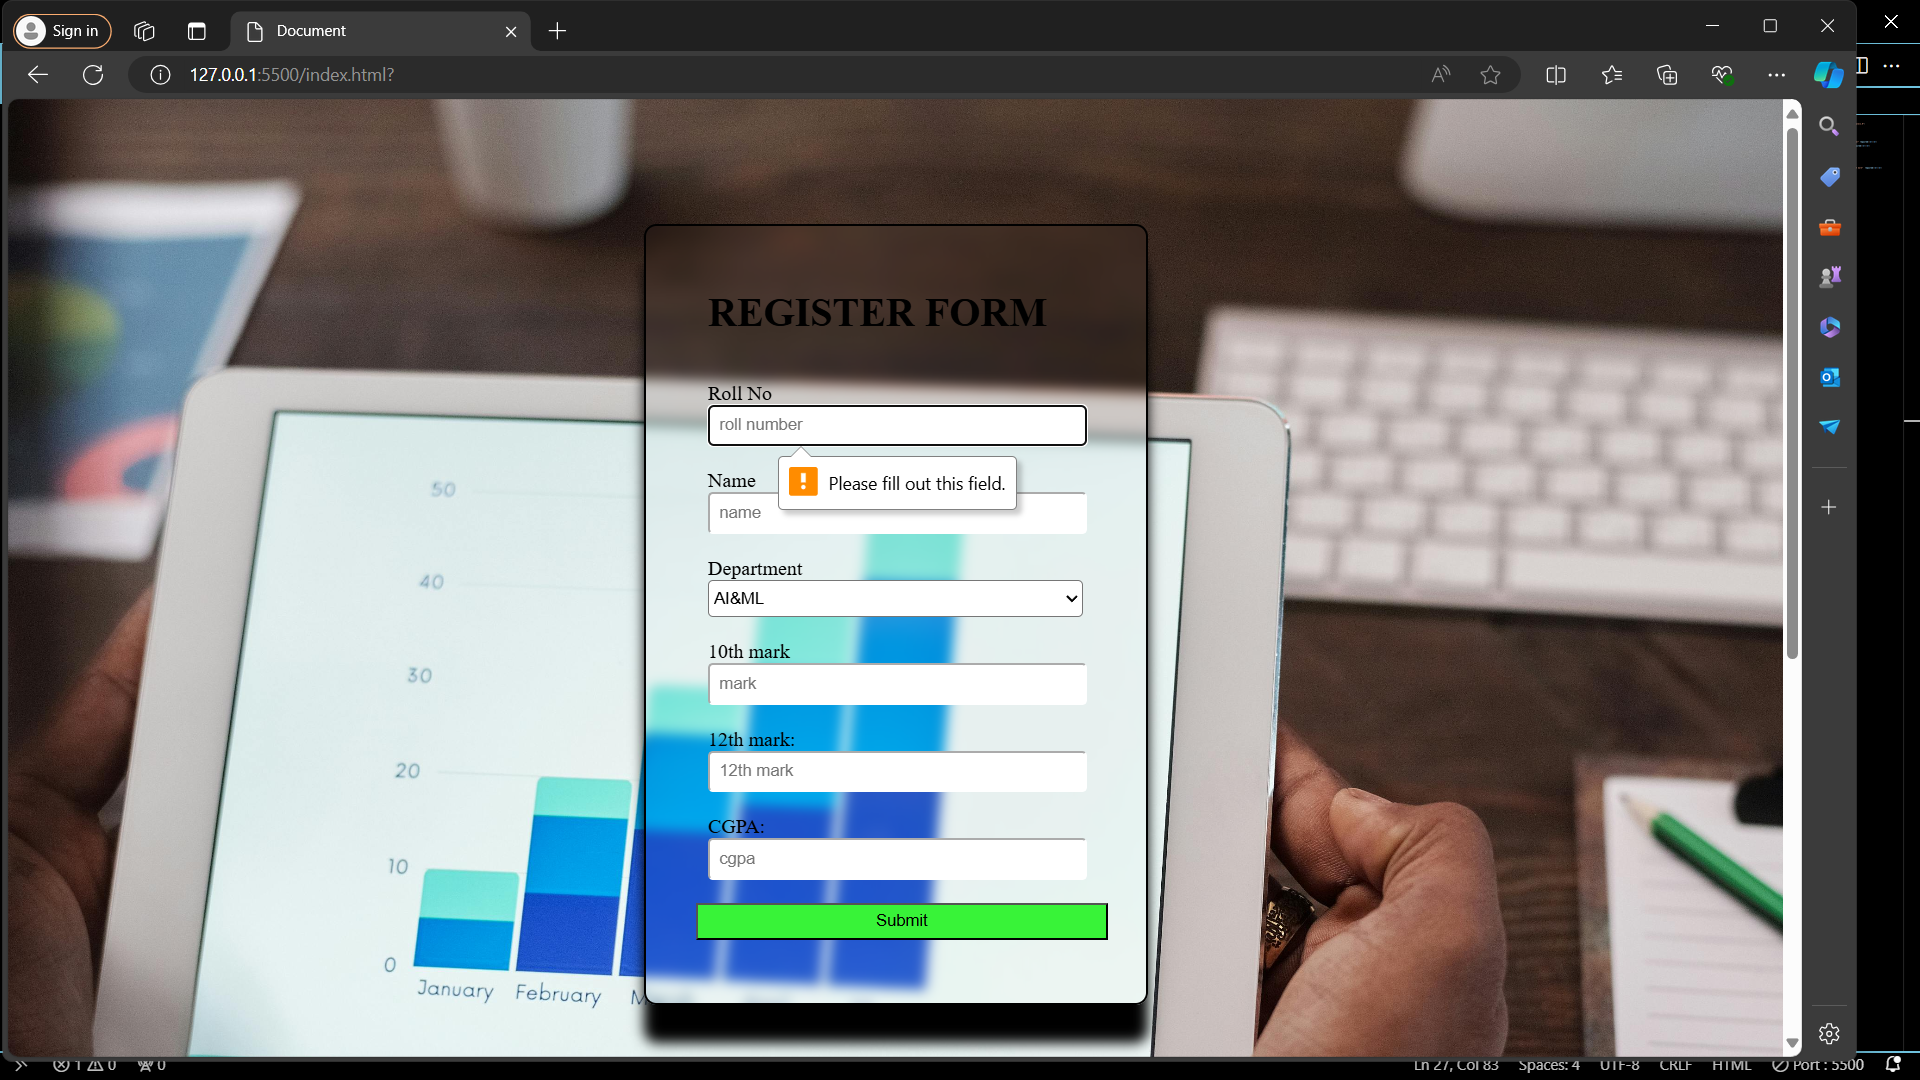 Sign in
Document
127.0.0.1:5500/index.html?
REGISTER FORM
Roll No
roll number
Please fill out this field.
Name
name
Department
AI&ML
10th mark
mark
12th mark:
12th mark
CGPA:
cgpa
Submit
50
40
30
20
10
0
January
February
1
0
0
Ln 27, Col 83
Spaces: 4
UTF-8
CRLF
HTML
Port : 5500